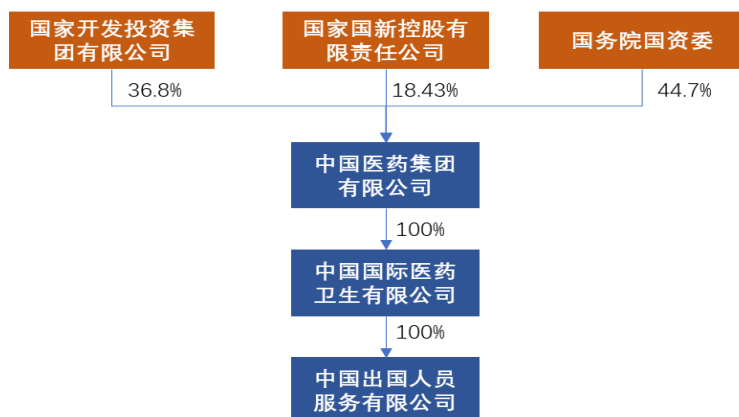 国家开发投资集
团有限公司
国家国新控股有
限责任公司
国务院国资委
36.8%
18.43%
44.7%
中国医药集团
有限公司
100%
中国国际医药
卫生有限公司
100%
中国出国人员
服务有限公司